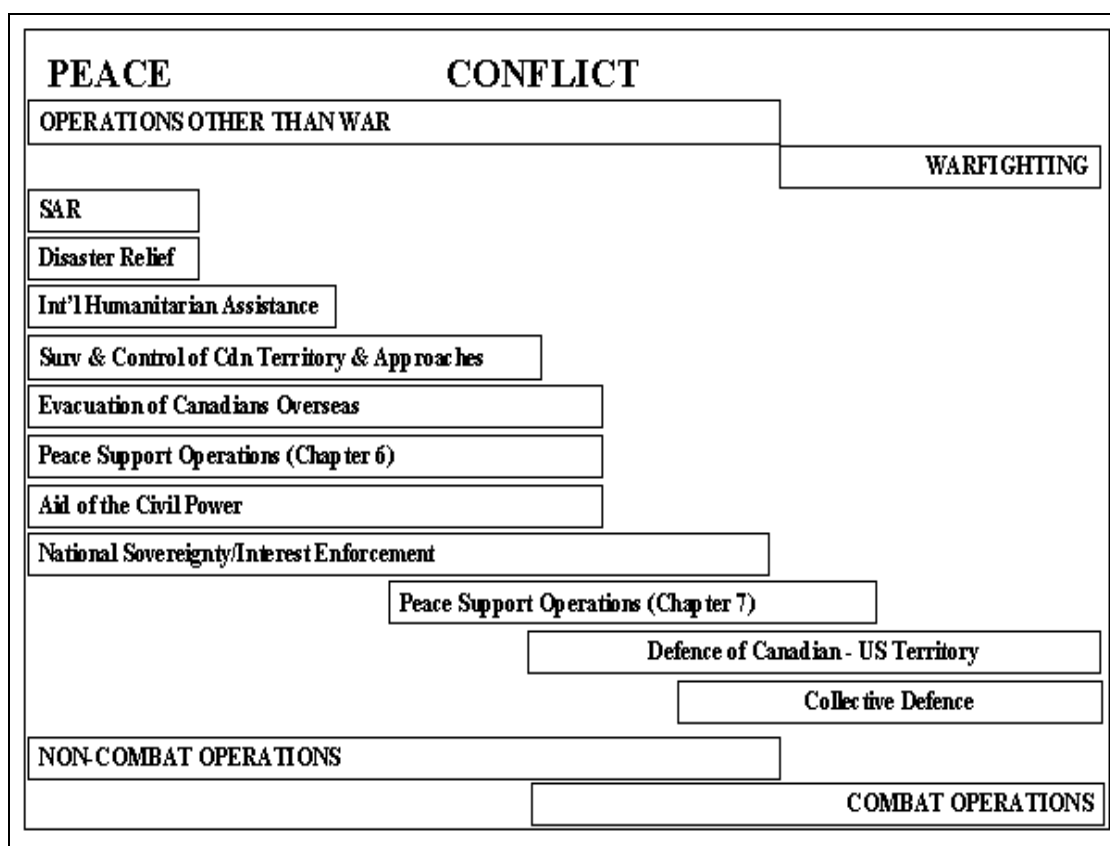 PEACE CONFLICT
OPERATIONS OTHER THAN WAR
WARFIGHTING
SAR
Disaster Relief
Int'l Humanitarian Assistance
Surv & Control of Cdn Territory & Approaches
Evacuation of Canadians Overseas
Peace Support Operations (Chapter 6)
Aid of the Civil Power
National Sovereignty/Interest Enforcement
Peace Support Operations (Chapter 7)
Defence of Canadian - US Territory
Collective Defence
NON-COMBAT OPERATIONS
COMBAT OPERATIONS